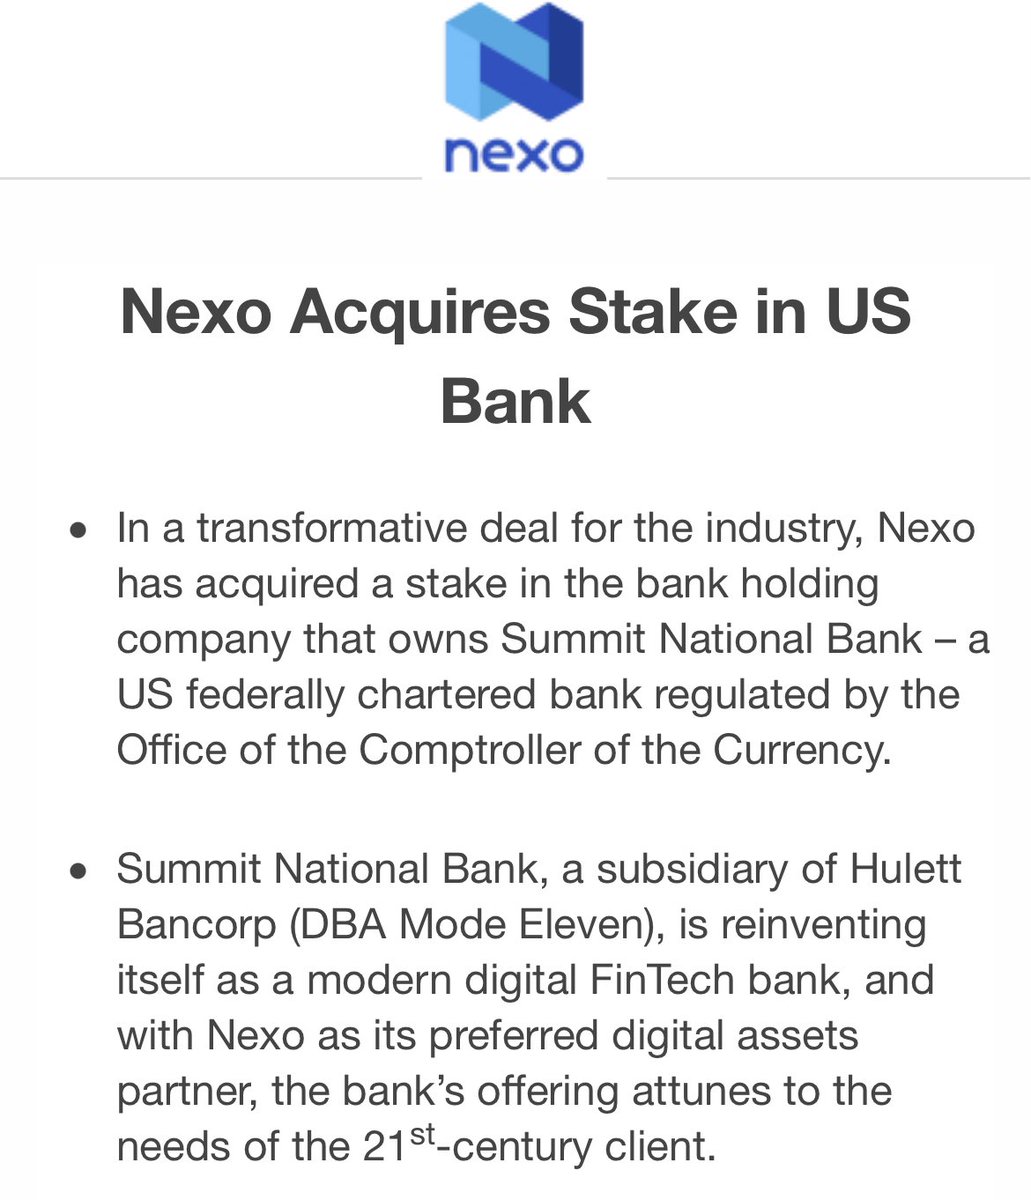 nexo
Nexo Acquires Stake in US
Bank
• In a transformative deal for the industry, Nexo
has acquired a stake in the bank holding
company that owns Summit National Bank – a
US federally chartered bank regulated by the
Office of the Comptroller of the Currency.
• Summit National Bank, a subsidiary of Hulett
Bancorp (DBA Mode Eleven), is reinventing
itself as a modern digital FinTech bank, and
with Nexo as its preferred digital assets
partner, the bank’s offering attunes to the
needs of the 21st-century client.